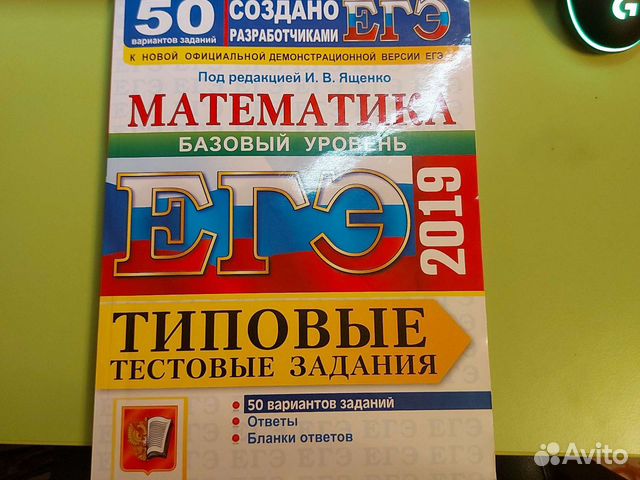 50
вариантов заданий
СОЗДАНО
РАЗРАБОТЧИКАМИ
ЕГЭ
К НОВОЙ ОФИЦИАЛЬНОЙ ДЕМОНСТРАЦИОННОЙ ВЕРСИИ ЕГЭ
Под редакцией И. В. Ященко
МАТЕМАТИКА
БАЗОВЫЙ УРОВЕНЬ
ЕГЭ
2019
ТИПОВЫЕ
ТЕСТОВЫЕ ЗАДАНИЯ
• 50 вариантов заданий
• Ответы
• Бланки ответов
Avito